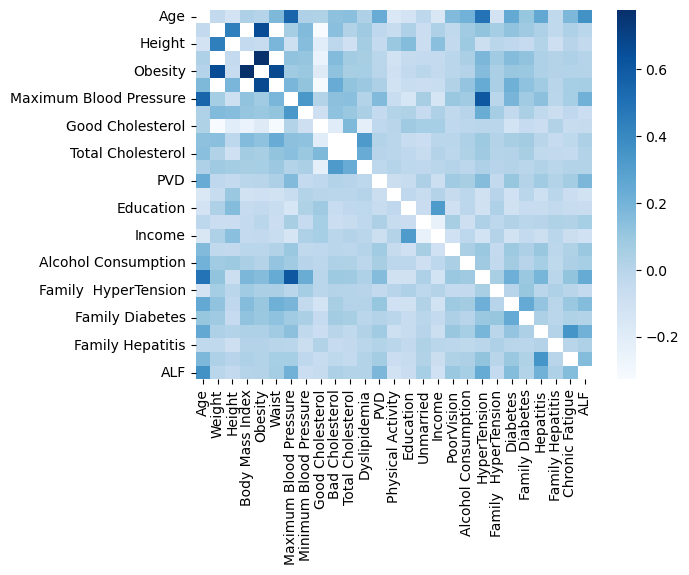 Age
Height
Obesity
Maximum Blood Pressure
Good Cholesterol
Total Cholesterol
PVD
Education
Income
Alcohol Consumption
Family  HyperTension
Family Diabetes
Family Hepatitis
ALF
Age
Weight
Height
Body Mass Index
Obesity
Waist
Maximum Blood Pressure
Minimum Blood Pressure
Good Cholesterol
Bad Cholesterol
Total Cholesterol
Dyslipidemia
PVD
Physical Activity
Education
Unmarried
Income
PoorVision
Alcohol Consumption
HyperTension
Family  HyperTension
Diabetes
Family Diabetes
Hepatitis
Family Hepatitis
Chronic Fatigue
ALF
0.6
0.4
0.2
0.0
−0.2